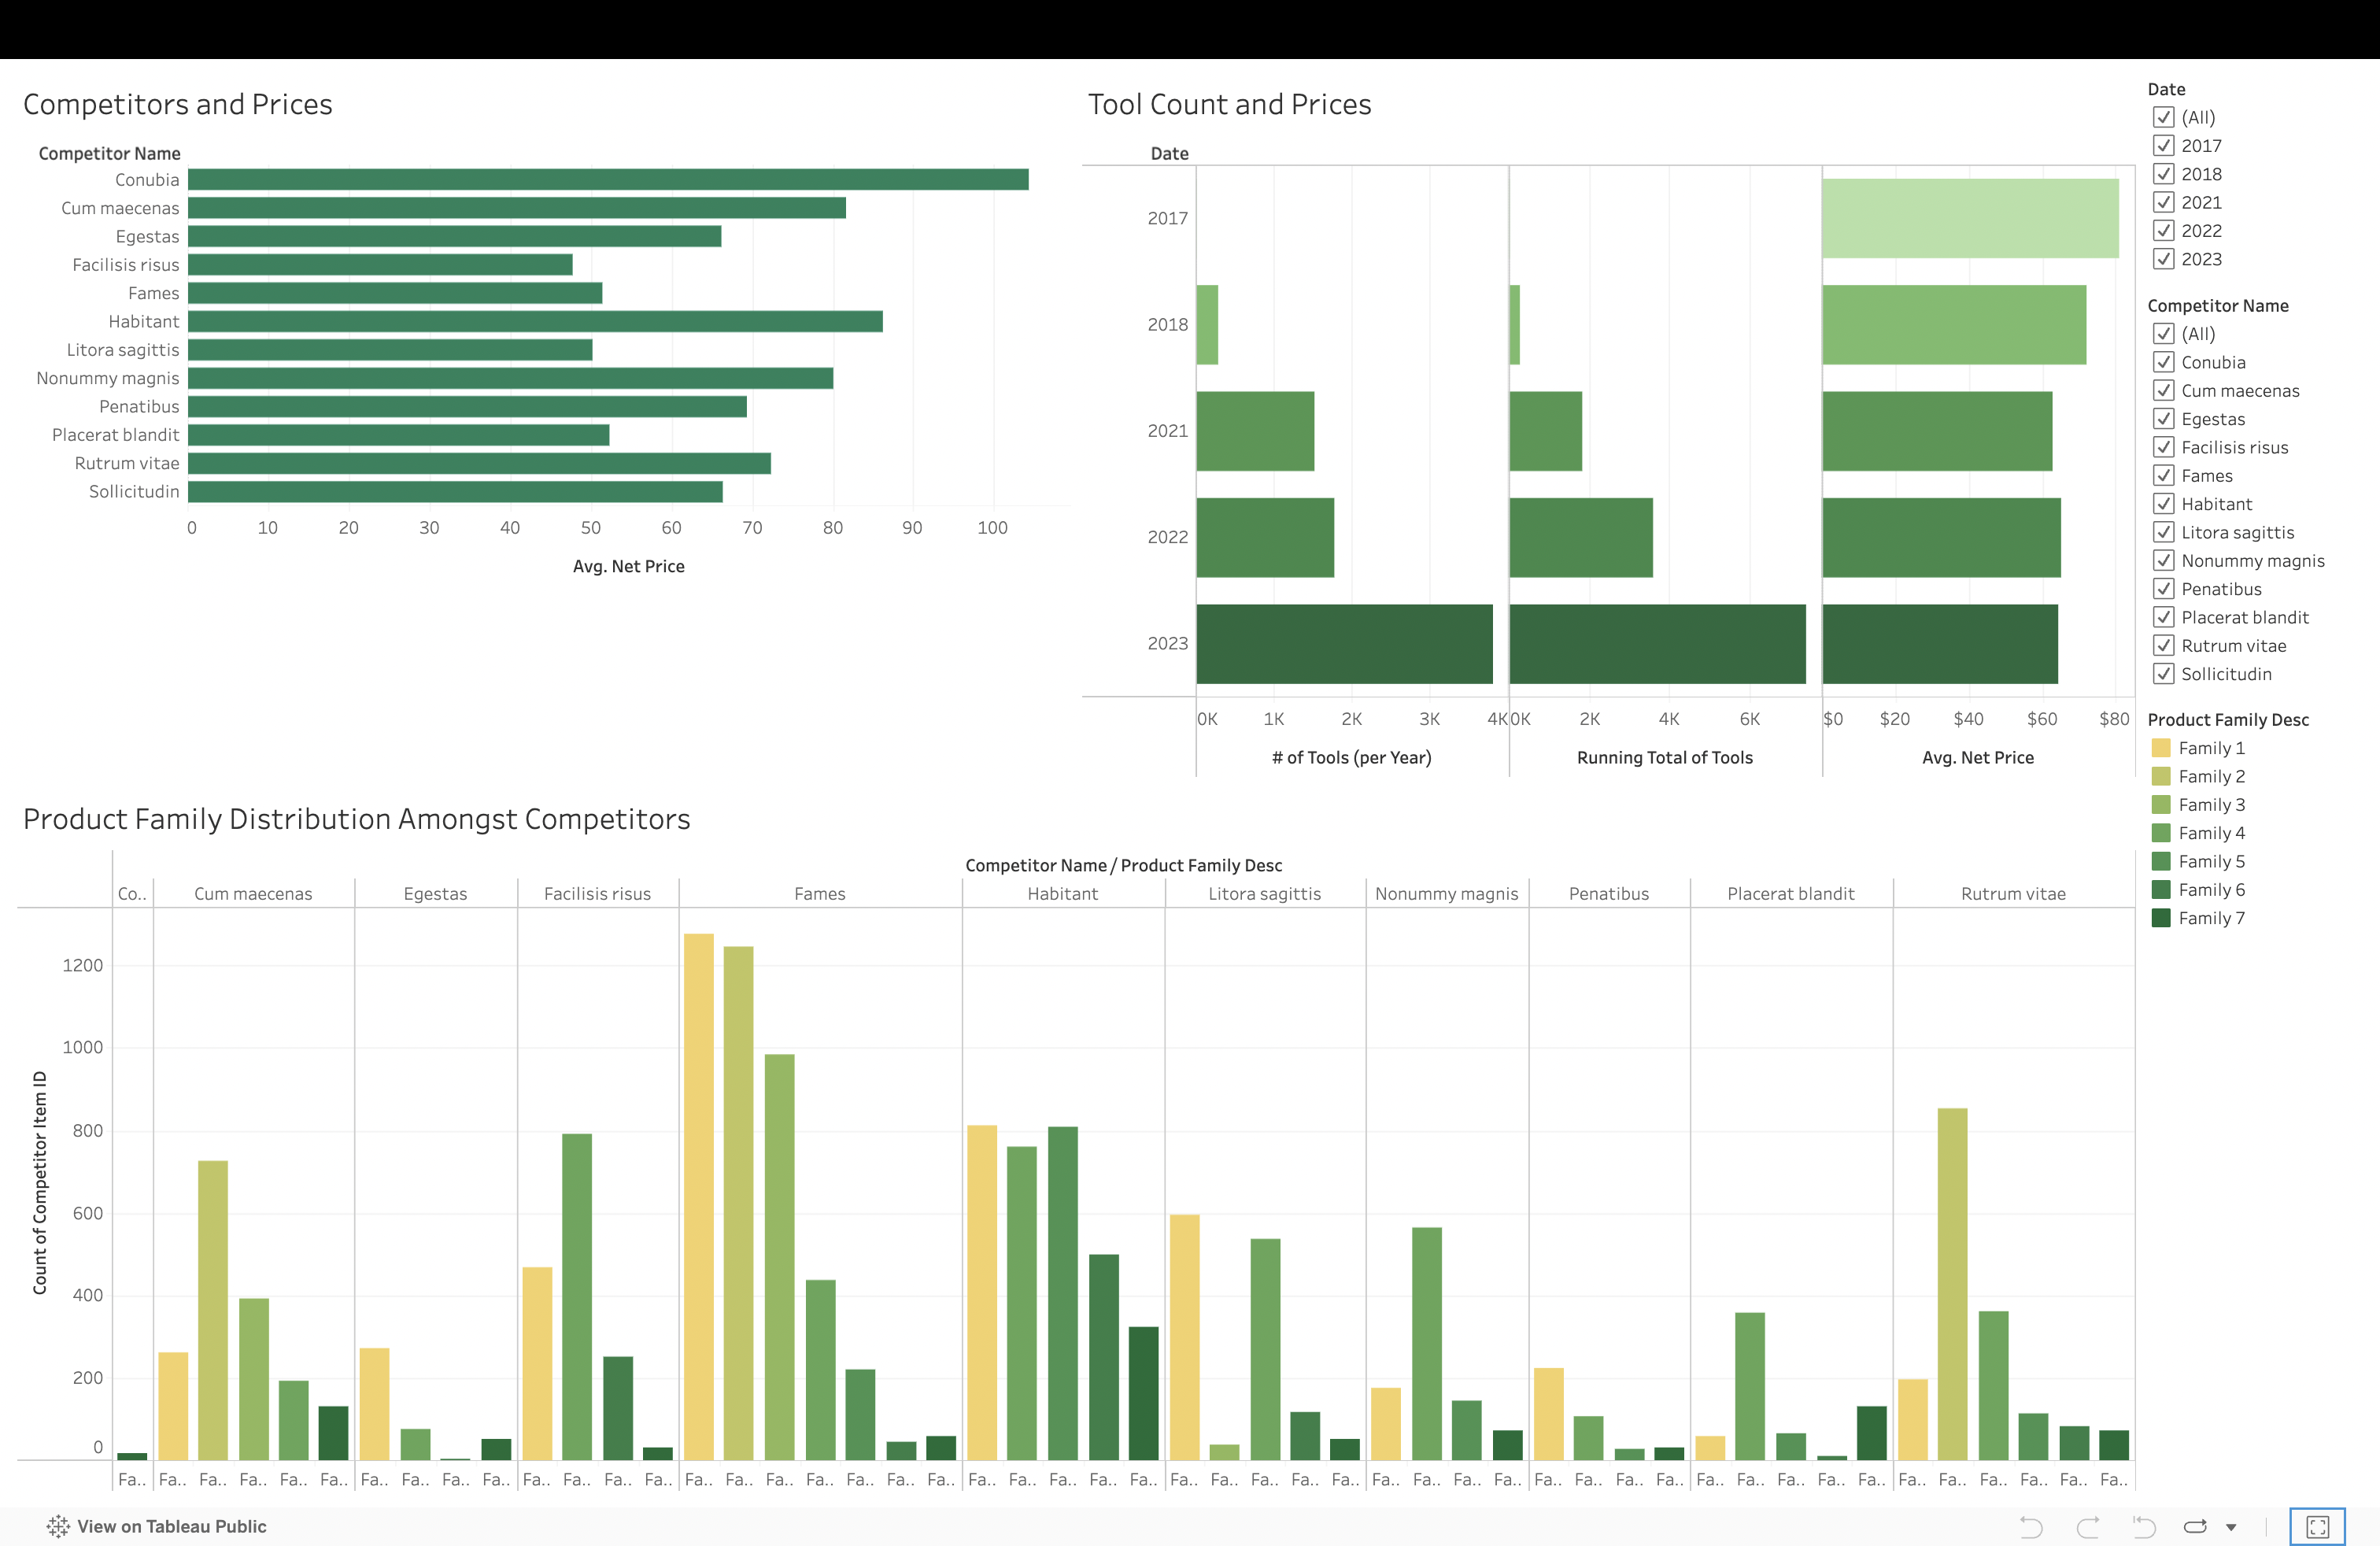 Competitors and Prices
Competitor Name
Conubia
Cum maecenas
Egestas
Facilisis risus
Fames
Habitant
Litora sagittis
Nonummy magnis
Penatibus
Placerat blandit
Rutrum vitae
Sollicitudin
0 10 20 30 40 50 60 70 80 90 100
Avg. Net Price
Tool Count and Prices
Date
2017
2018
2021
2022
2023
0K 1K 2K 3K 4K 0K 2K 4K 6K $0 $20 $40 $60 $80
# of Tools (per Year) Running Total of Tools Avg. Net Price
Date
(All)
2017
2018
2021
2022
2023
Competitor Name
(All)
Conubia
Cum maecenas
Egestas
Facilisis risus
Fames
Habitant
Litora sagittis
Nonummy magnis
Penatibus
Placerat blandit
Rutrum vitae
Sollicitudin
Product Family Desc
Family 1
Family 2
Family 3
Family 4
Family 5
Family 6
Family 7
Product Family Distribution Amongst Competitors
Competitor Name / Product Family Desc
Co.. Cum maecenas Egestas Facilisis risus Fames Habitant Litora sagittis Nonummy magnis Penatibus Placerat blandit Rutrum vitae
Count of Competitor Item ID
1200
1000
800
600
400
200
0
Fa.. Fa.. Fa.. Fa.. Fa.. Fa.. Fa.. Fa.. Fa.. Fa.. Fa.. Fa.. Fa.. Fa.. Fa.. Fa.. Fa.. Fa.. Fa.. Fa.. Fa.. Fa.. Fa.. Fa.. Fa.. Fa.. Fa.. Fa.. Fa.. Fa.. Fa.. Fa.. Fa.. Fa.. Fa.. Fa.. Fa.. Fa.. Fa.. Fa.. Fa.. Fa.. Fa.. Fa.. Fa.. Fa.. Fa.. Fa.. Fa.. Fa..
View on Tableau Public